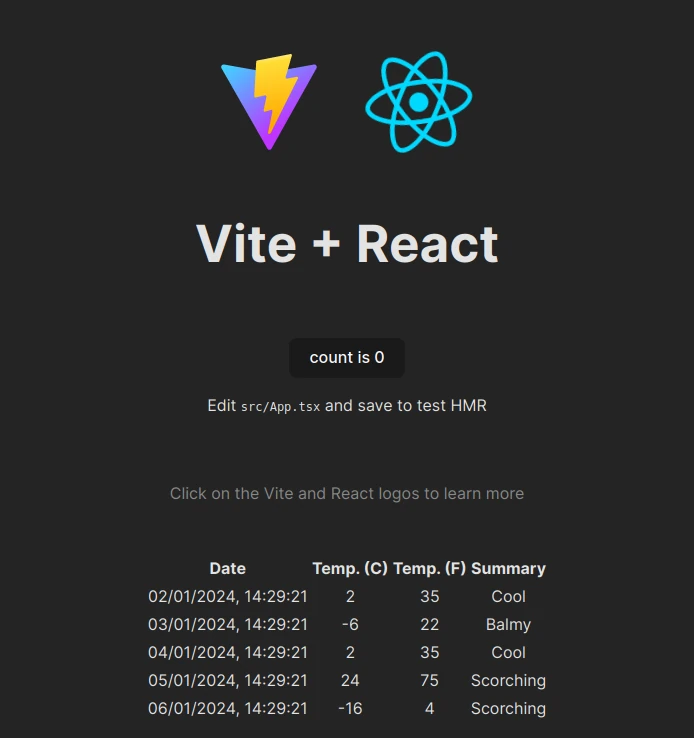 Vite + React
count is 0
Edit src/App.tsx and save to test HMR
Click on the Vite and React logos to learn more
Date Temp. (C) Temp. (F) Summary
02/01/2024, 14:29:21 2 35 Cool
03/01/2024, 14:29:21 -6 22 Balmy
04/01/2024, 14:29:21 2 35 Cool
05/01/2024, 14:29:21 24 75 Scorching
06/01/2024, 14:29:21 -16 4 Scorching